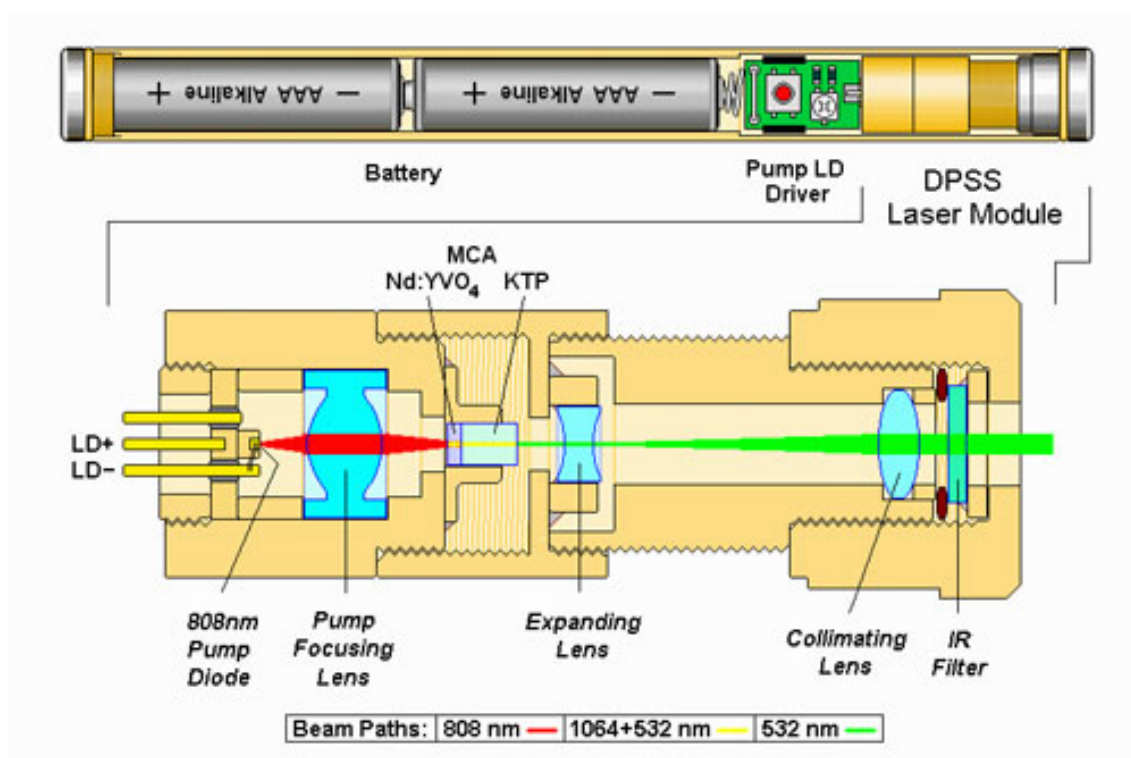 − AAA Alkaline +
− AAA Alkaline +
Battery
Pump LD
Driver
DPSS
Laser Module
MCA
Nd:YVO4 KTP
LD+
LD−
808nm
Pump
Diode
Pump
Focusing
Lens
Expanding
Lens
Collimating
Lens
IR
Filter
Beam Paths: 808 nm 1064+532 nm 532 nm